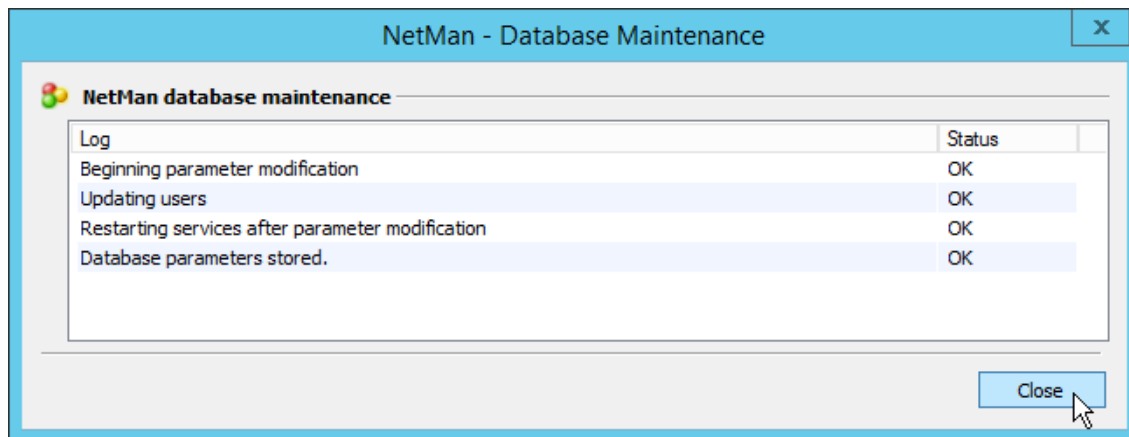 NetMan - Database Maintenance
x
NetMan database maintenance
Log Status
Beginning parameter modification OK
Updating users OK
Restarting services after parameter modification OK
Database parameters stored. OK
Close